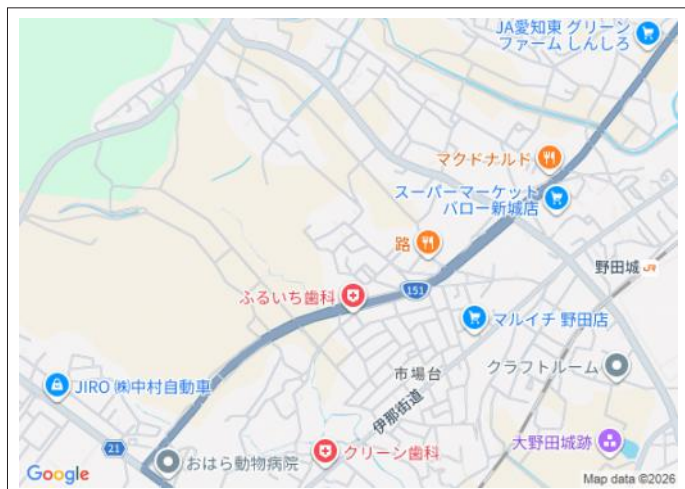 JA愛知東 グリーン
ファーム しんしろ
マクドナルド
スーパーマーケット
バロー新城店
路
野田城 JR
151
ふるいち歯科
マルイチ 野田店
クラフトルーム
市場台
JIRO ㈱中村自動車
伊那街道
大野田城跡
21
クリーン歯科
おはら動物病院
Google
Map data ©2026